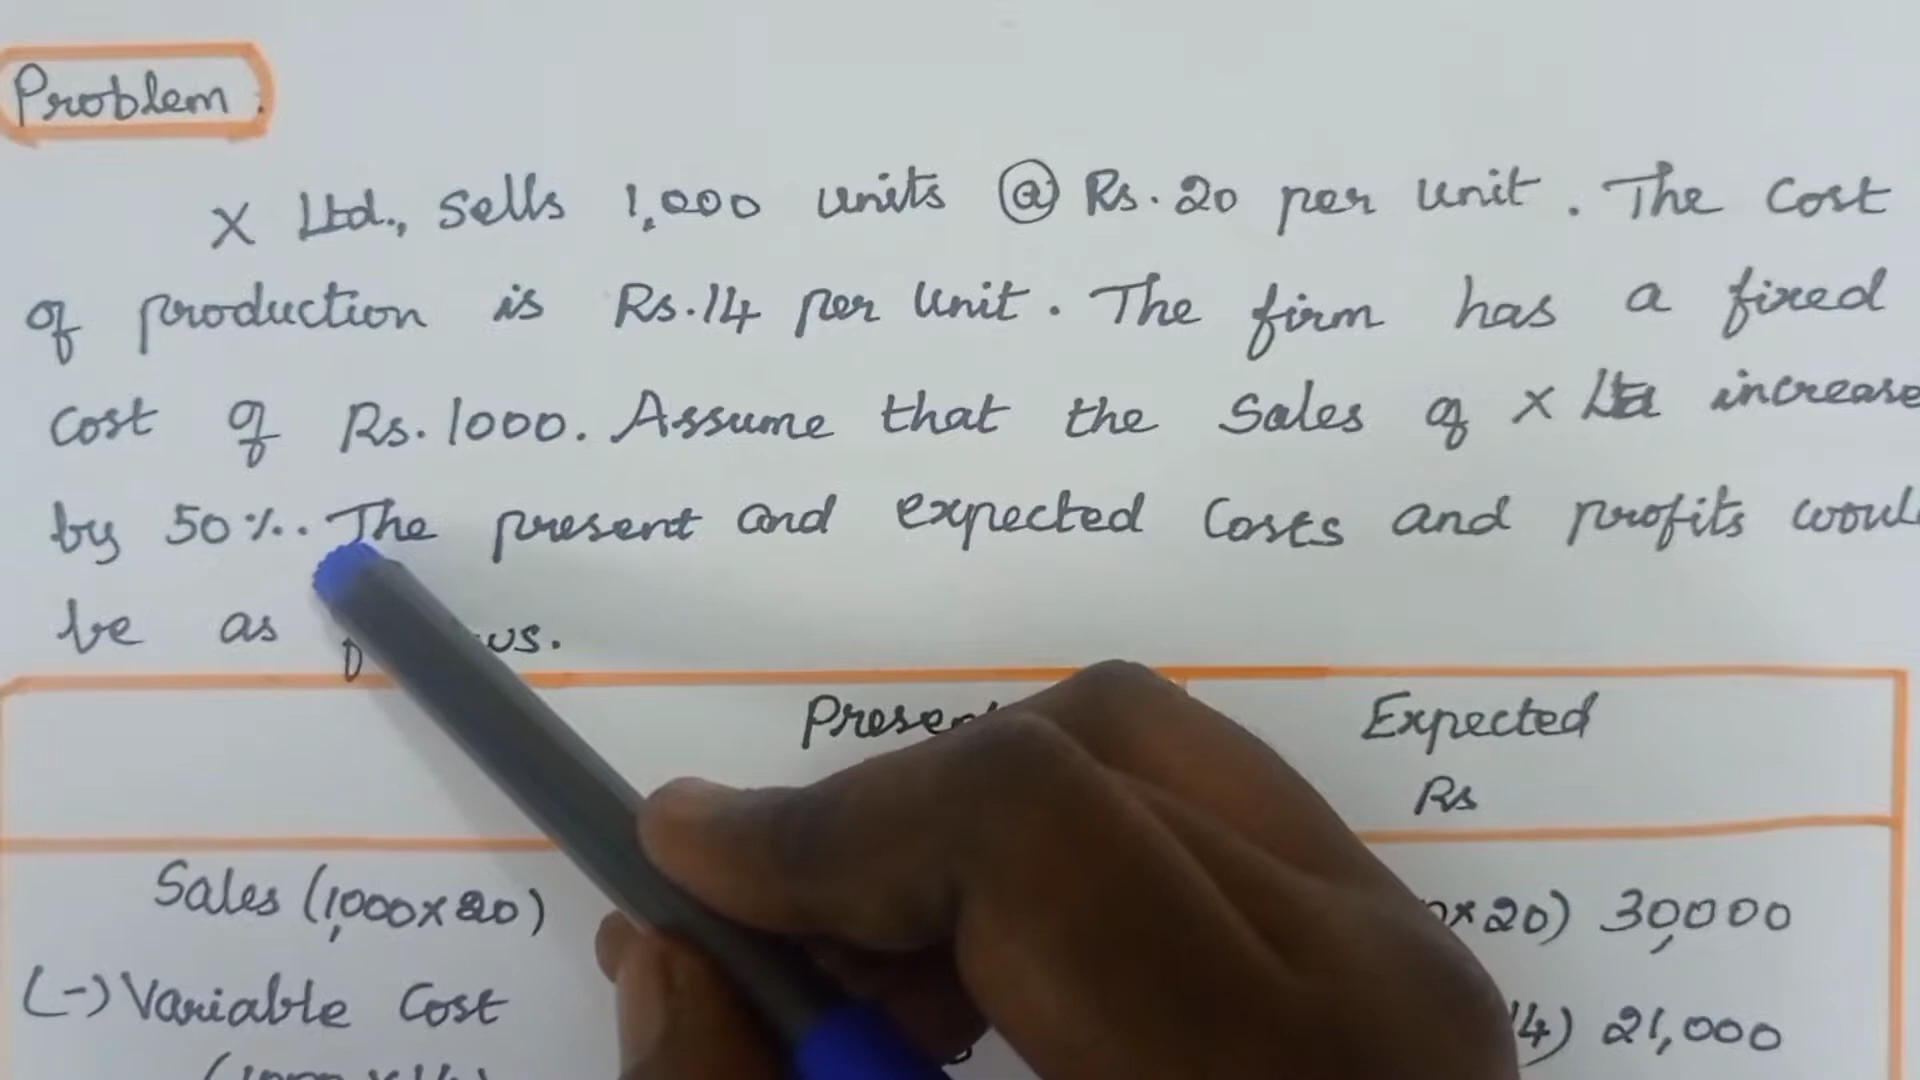 Problem.
X Ltd., sells 1,000 units @ Rs. 20 per unit. The cost
of production is Rs. 14 per unit. The firm has a fixed
cost of Rs. 1000. Assume that the sales of X Ltd increase
by 50%. The present and expected costs and profits
be as
Expected
Rs
Sales (1,000x20) x20) 30,000
(-) Variable Cost 14) 21,000